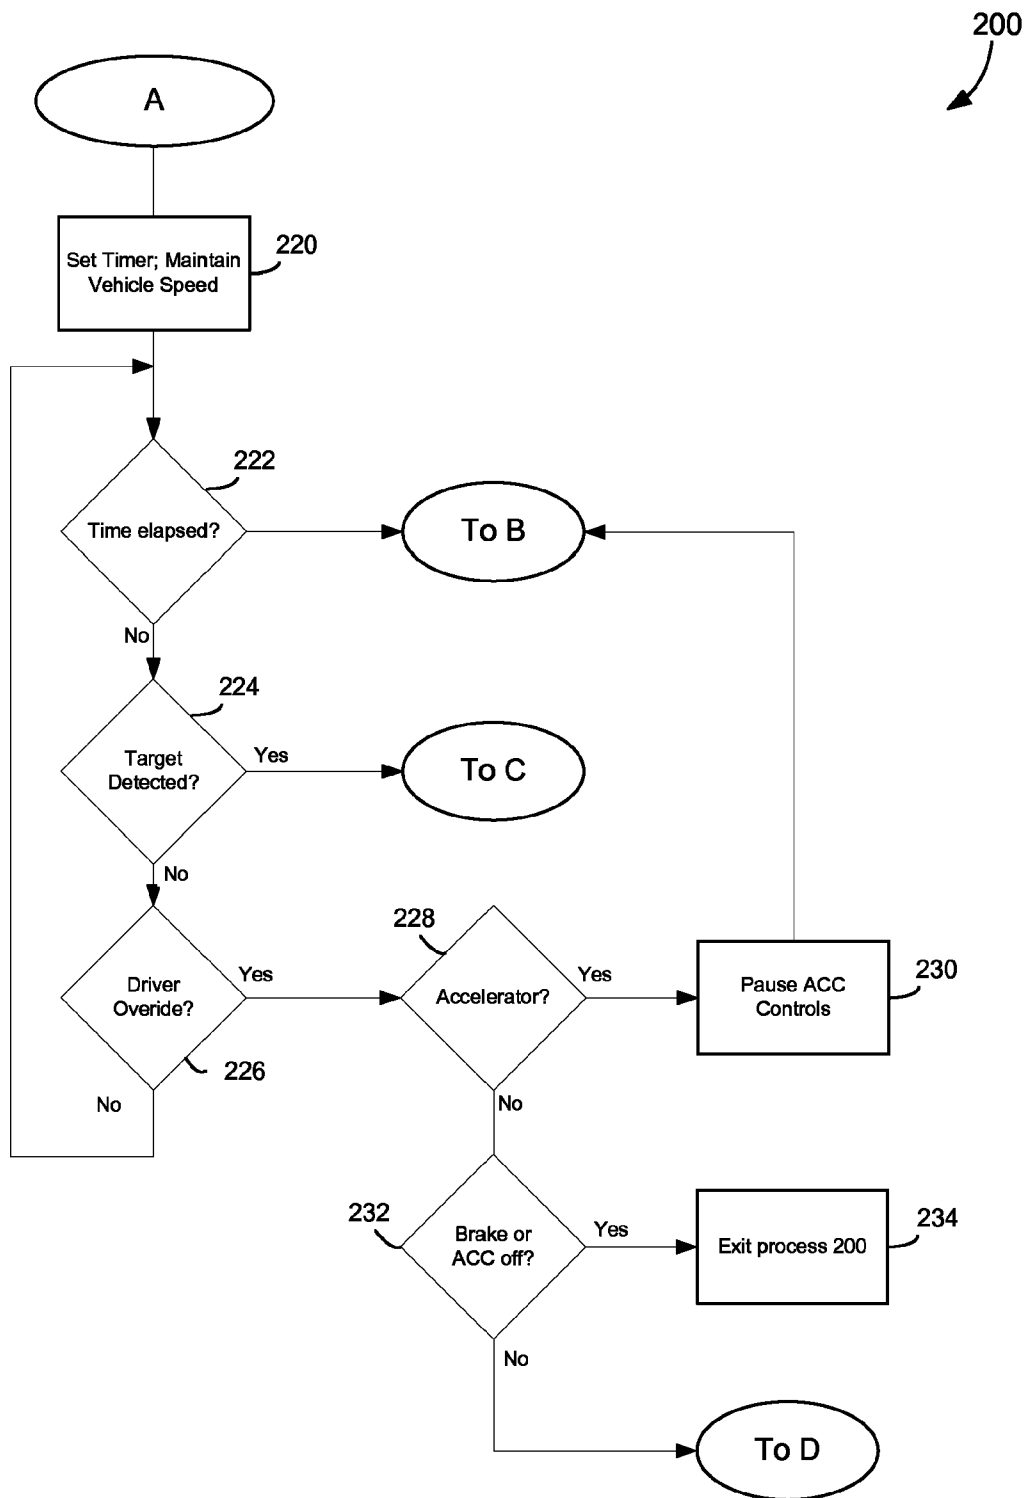 200
A
Set Timer; Maintain
Vehicle Speed
220
222
Time elapsed?
To B
No
224
Target
Detected?
Yes
To C
No
Driver
Overide?
Yes
226
No
228
Accelerator?
Yes
Pause ACC
Controls
230
No
232
Brake or
ACC off?
Yes
Exit process 200
234
No
To D